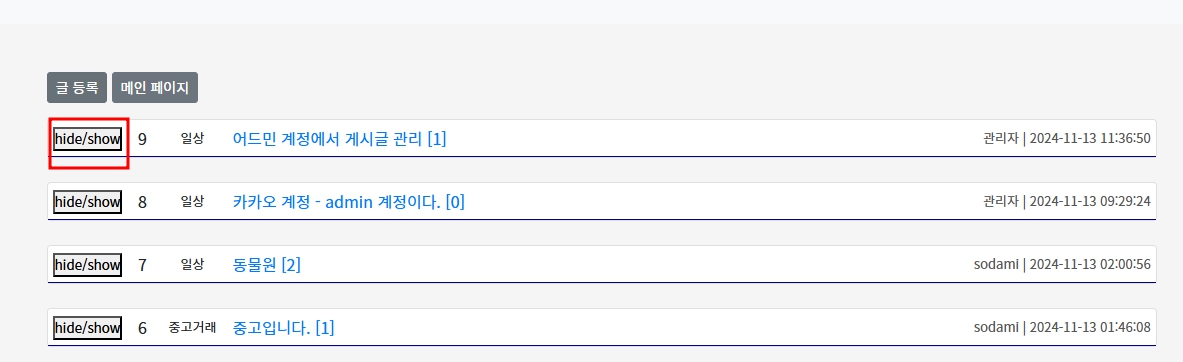 글 등록 메인 페이지
hide/show 9 일상 어드민 계정에서 게시글 관리 [1] 관리자 | 2024-11-13 11:36:50
hide/show 8 일상 카카오 계정 - admin 계정이다. [0] 관리자 | 2024-11-13 09:29:24
hide/show 7 일상 동물원 [2] sodami | 2024-11-13 02:00:56
hide/show 6 중고거래 중고입니다. [1] sodami | 2024-11-13 01:46:08